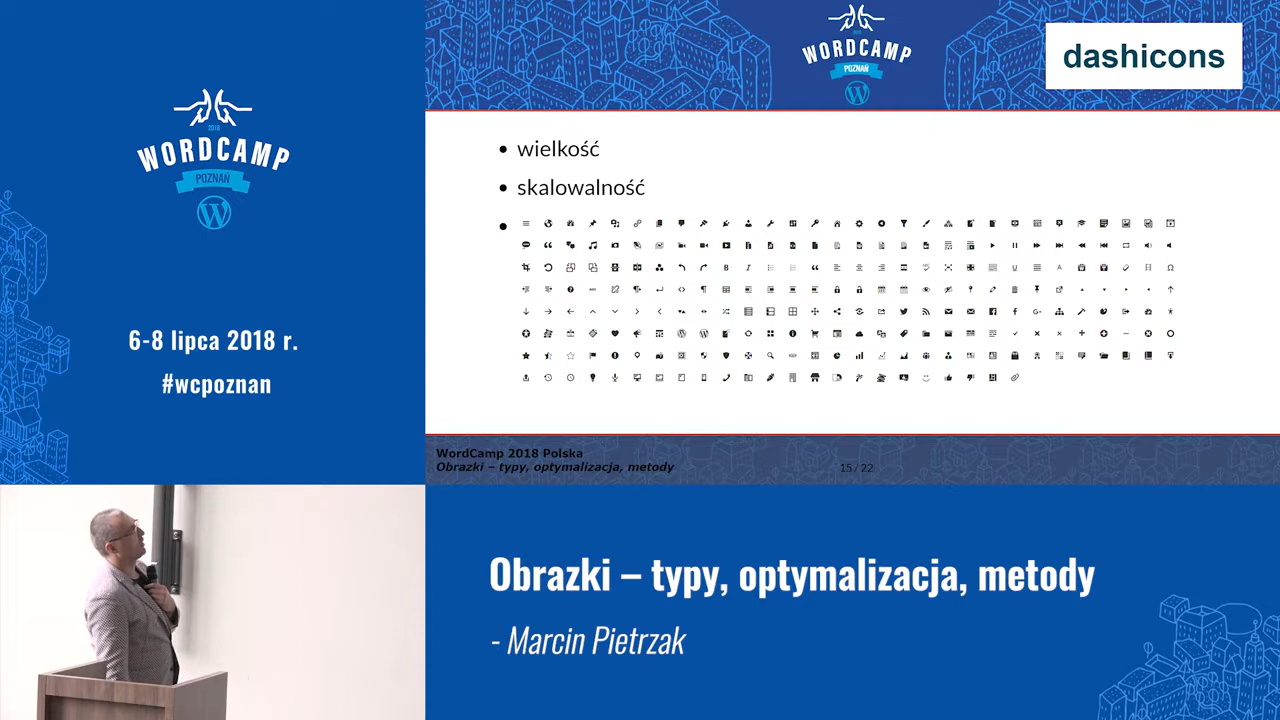 2018
WORDCAMP
POZNAŃ
6-8 lipca 2018 r.
#wcpoznan
WORDCAMP
POZNAŃ
dashicons
• wielkość
• skalowalność
•
WordCamp 2018 Polska
Obrazki – typy, optymalizacja, metody
15 / 22
Obrazki – typy, optymalizacja, metody
- Marcin Pietrzak